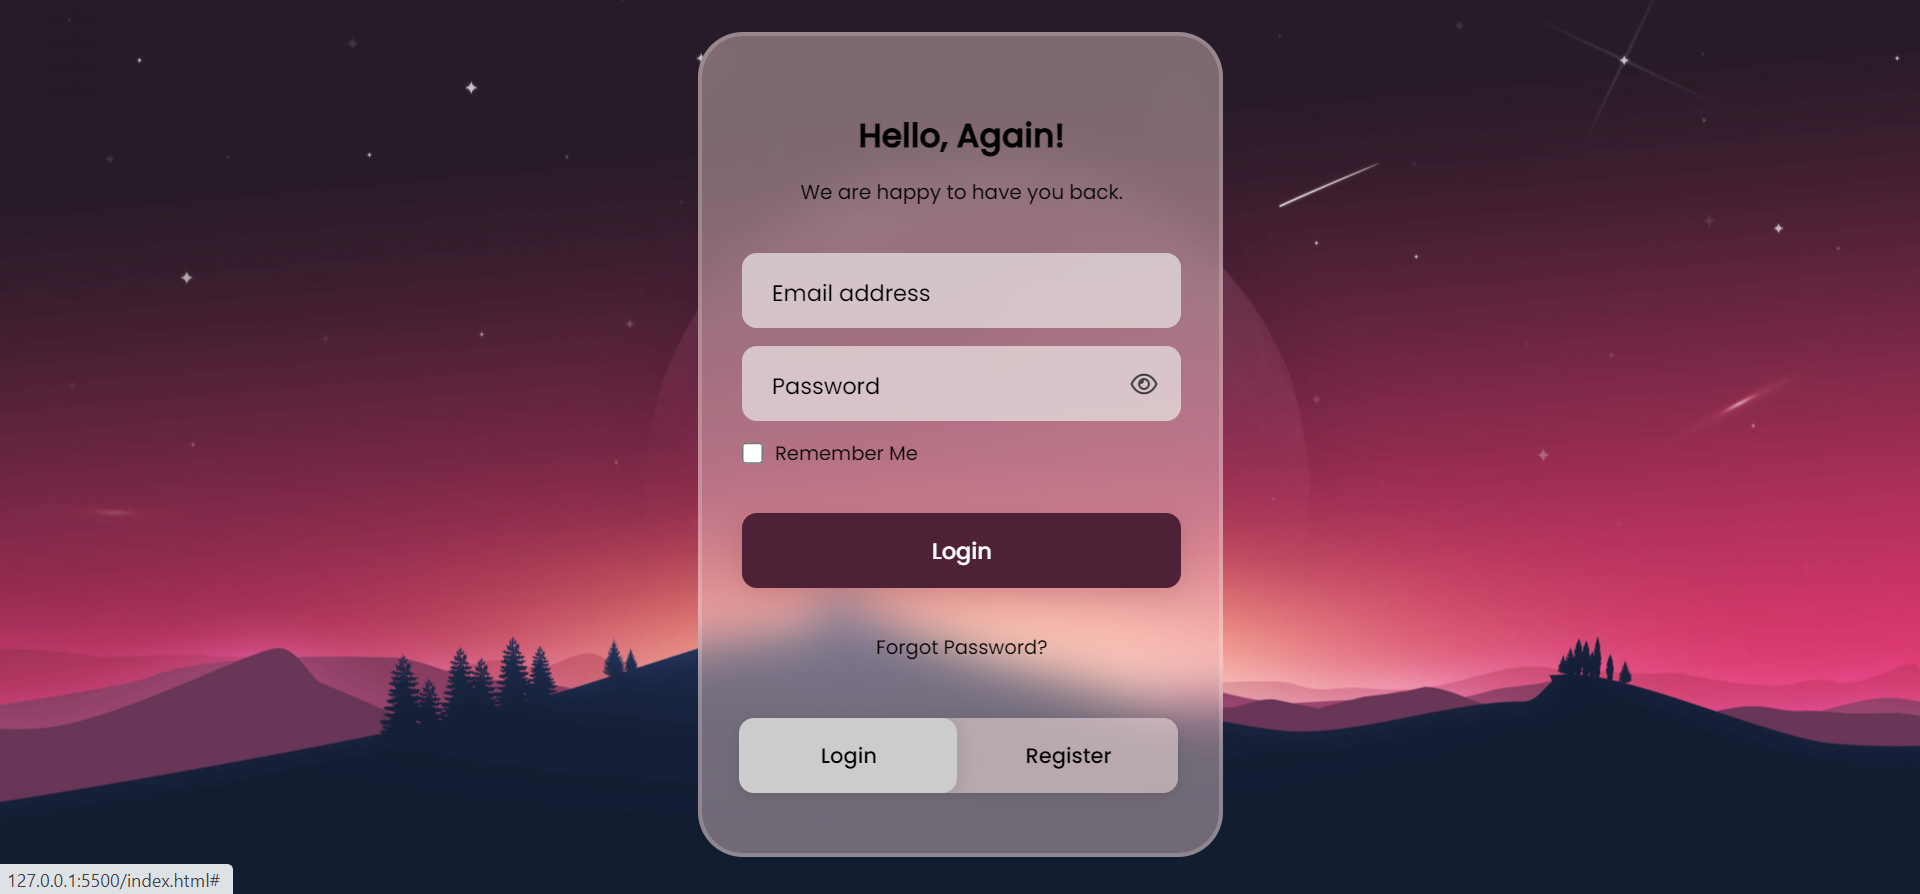 Hello, Again!
We are happy to have you back.
Email address
Password
Remember Me
Login
Forgot Password?
Login Register
127.0.0.1:5500/index.html#